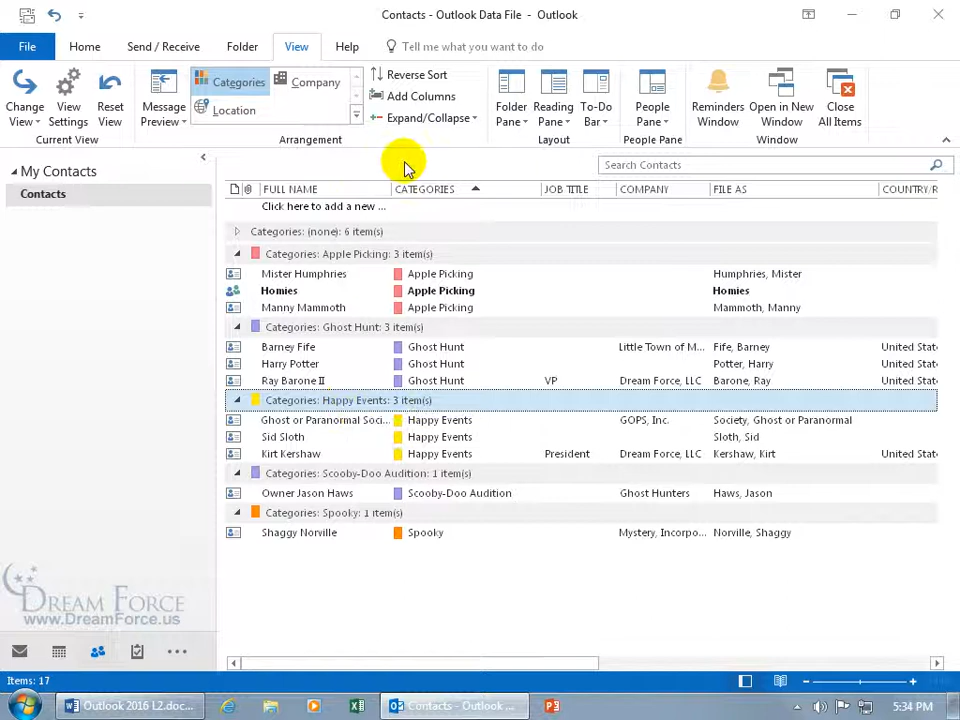 Contacts - Outlook Data File - Outlook
File Home Send / Receive Folder View Help Tell me what you want to do
Change View View Settings Reset View
Current View
Message Preview
Categories Company
Location
Reverse Sort
Add Columns
Expand/Collapse
Arrangement
Folder Pane Reading Pane To-Do Bar
Layout
People Pane
People Pane
Reminders Window Open in New Window Close All Items
Window
My Contacts
Contacts
Search Contacts
FULL NAME CATEGORIES JOB TITLE COMPANY FILE AS COUNTRY/R
Click here to add a new ...
Categories: (none): 6 item(s)
Categories: Apple Picking: 3 item(s)
Mister Humphries Apple Picking Humphries, Mister
Homies Apple Picking Homies
Manny Mammoth Apple Picking Mammoth, Manny
Categories: Ghost Hunt: 3 item(s)
Barney Fife Ghost Hunt Little Town of M... Fife, Barney United State
Harry Potter Ghost Hunt Potter, Harry United State
Ray Barone II Ghost Hunt VP Dream Force, LLC Barone, Ray United State
Categories: Happy Events: 3 item(s)
Ghost or Paranormal Soci... Happy Events GOPS, Inc. Society, Ghost or Paranormal
Sid Sloth Happy Events Sloth, Sid
Kirt Kershaw Happy Events President Dream Force, LLC Kershaw, Kirt United State
Categories: Scooby-Doo Audition: 1 item(s)
Owner Jason Haws Scooby-Doo Audition Ghost Hunters Haws, Jason
Categories: Spooky: 1 item(s)
Shaggy Norville Spooky Mystery, Incorpo... Norville, Shaggy
DREAM FORCE
www.DreamForce.us
Items: 17
Outlook 2016 L2.doc... Contacts - Outlook ... 5:34 PM